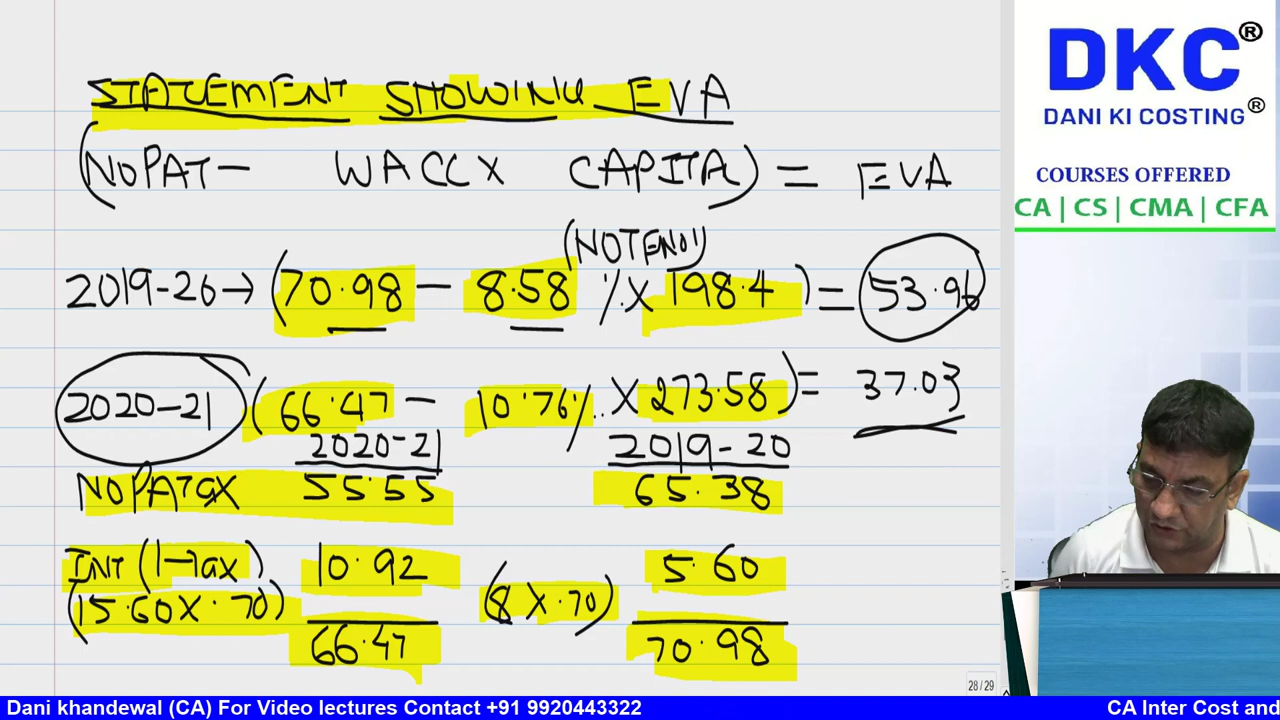 STATEMENT SHOWING EVA
(NOPAT - WACC X CAPITAL) = EVA
(NOTE NO 1)
2019-20 → (70.98 - 8.58 % X 198.4) = 53.96
2020-21 (66.47 - 10.76% X 273.58) = 37.03
2020-21 2019-20
NOPATax 55.55 65.38
INT (1-Tax) 10.92 5.60
(15.60 X .70) (8 X .70)
66.47 70.98
28 / 29
DKC®
DANI KI COSTING®
COURSES OFFERED
CA | CS | CMA | CFA
Dani khandewal (CA) For Video lectures Contact +91 9920443322
CA Inter Cost and